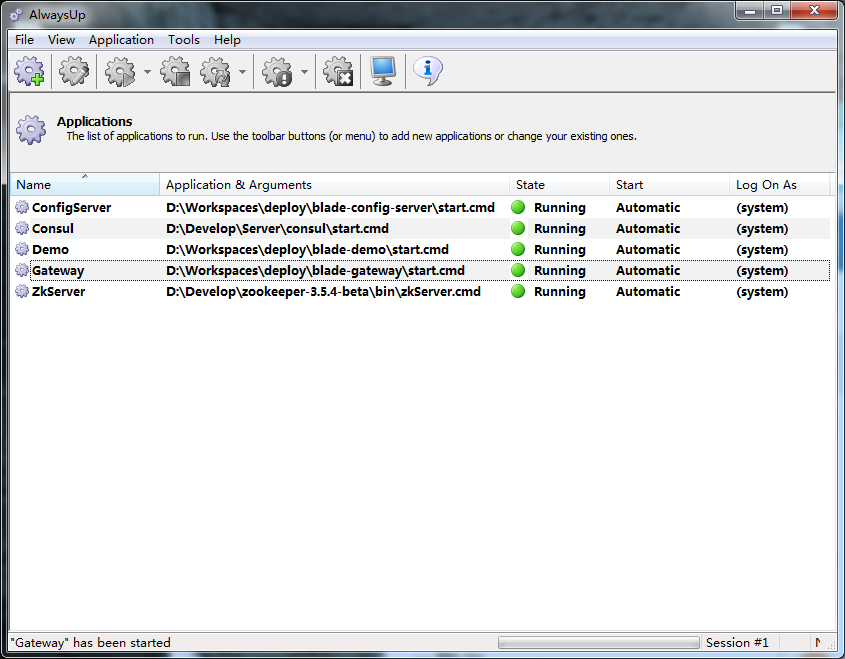 AlwaysUp
File View Application Tools Help
Applications
The list of applications to run. Use the toolbar buttons (or menu) to add new applications or change your existing ones.
Name Application & Arguments State Start Log On As
ConfigServer D:\Workspaces\deploy\blade-config-server\start.cmd Running Automatic (system)
Consul D:\Develop\Server\consul\start.cmd Running Automatic (system)
Demo D:\Workspaces\deploy\blade-demo\start.cmd Running Automatic (system)
Gateway D:\Workspaces\deploy\blade-gateway\start.cmd Running Automatic (system)
ZkServer D:\Develop\zookeeper-3.5.4-beta\bin\zkServer.cmd Running Automatic (system)
"Gateway" has been started Session #1